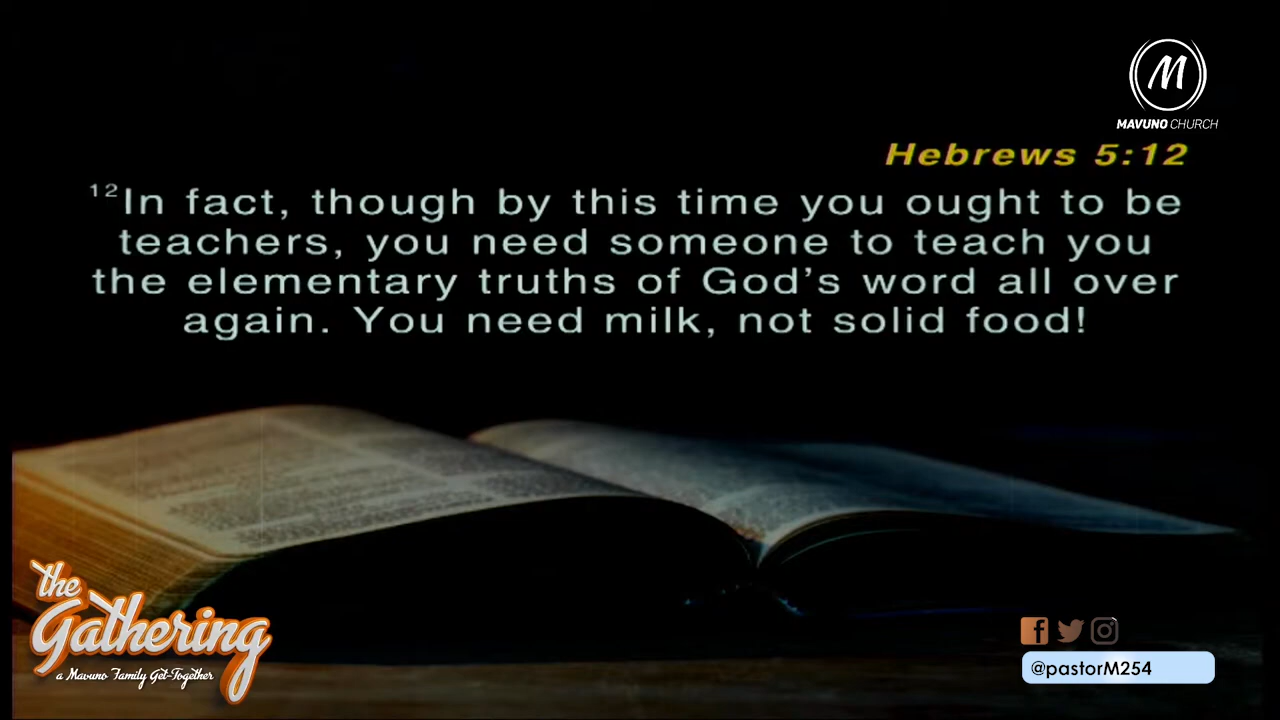 M
MAVUNO CHURCH
Hebrews 5:12
12In fact, though by this time you ought to be
teachers, you need someone to teach you
the elementary truths of God’s word all over
again. You need milk, not solid food!
the
Gathering
a Mavuno Family Get-Together
f
@pastorM254